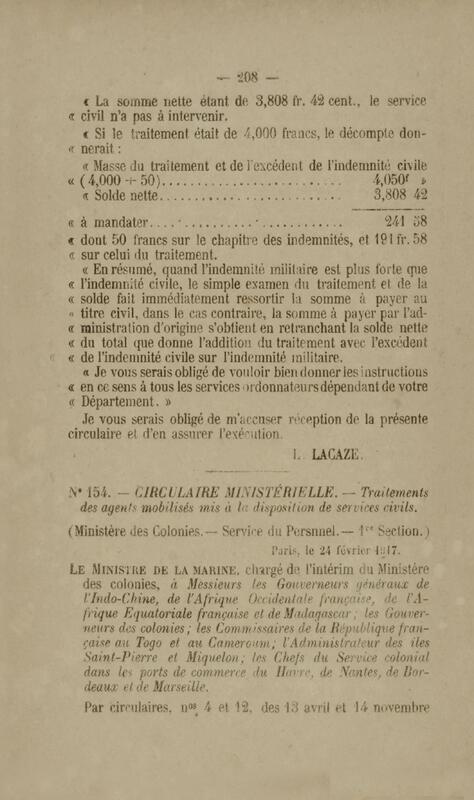 — 208 —
« La somme nette étant de 3,808 fr. 42 cent., le service
« civil n'a pas à intervenir.
« Si le traitement était de 4,000 francs, le décompte don-
« nerait :
« Masse du traitement et de l'excédent de l'indemnité civile
« (4,000 + 50)........................ 4,050f »
« Solde nette........................ 3,808 42
« à mandater........................ 241 58
« dont 50 francs sur le chapitre des indemnités, et 191 fr. 58
« sur celui du traitement.
« En résumé, quand l'indemnité militaire est plus forte que
« l'indemnité civile, le simple examen du traitement et de la
« solde fait immédiatement ressortir la somme à payer au
« titre civil, dans le cas contraire, la somme à payer par l'ad-
« ministration d'origine s'obtient en retranchant la solde nette
« du total que donne l'addition du traitement avec l'excédent
« de l'indemnité civile sur l'indemnité militaire.
« Je vous serais obligé de vouloir bien donner les instructions
« en ce sens à tous les services ordonnateurs dépendant de votre
« Département. »
Je vous serais obligé de m'accuser réception de la présente
circulaire et d'en assurer l'exécution.
L. LACAZE.
N° 154. — CIRCULAIRE MINISTÉRIELLE. — Traitements
des agents mobilisés mis à la disposition de services civils.
(Ministère des Colonies. — Service du Persnnel. — 1re Section.)
Paris, le 24 février 1917.
LE MINISTRE DE LA MARINE, chargé de l'intérim du Ministère
des colonies, à Messieurs les Gouverneurs généraux de
l'Indo-Chine, de l'Afrique Occidentale française, de l'A-
frique Equatoriale française et de Madagascar ; les Gouver-
neurs des colonies ; les Commissaires de la République fran-
çaise au Togo et au Cameroum ; l'Administrateur des îles
Saint-Pierre et Miquelon ; les Chefs du Service colonial
dans les ports de commerce du Havre, de Nantes, de Bor-
deaux et de Marseille.
Par circulaires, nos 4 et 12, des 13 avril et 14 novembre